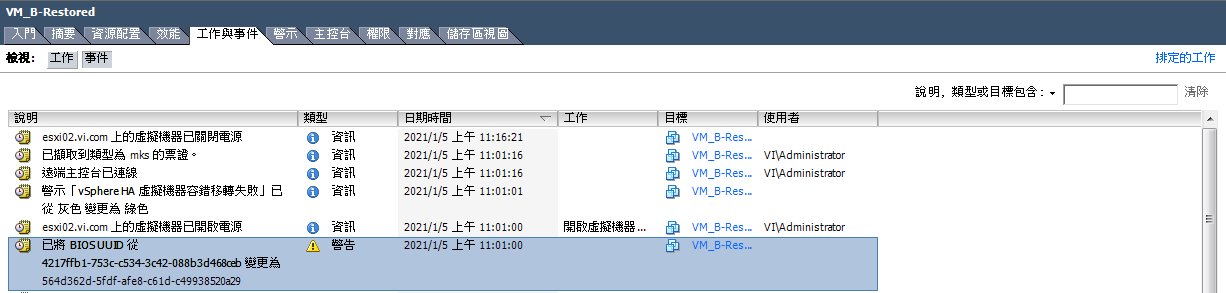 VM_B-Restored
入門 摘要 資源配置 效能 工作與事件 警示 主控台 權限 對應 儲存區視圖
檢視: 工作 事件 排定的工作
說明, 類型或目標包含: 清除
說明 類型 日期時間 工作 目標 使用者
esxi02.vi.com 上的虛擬機器已關閉電源 資訊 2021/1/5 上午 11:16:21 VM_B-Res...
已擷取到類型為 mks 的票證。 資訊 2021/1/5 上午 11:01:16 VM_B-Res... VI\Administrator
遠端主控台已連線 資訊 2021/1/5 上午 11:01:16 VM_B-Res... VI\Administrator
警示「vSphere HA 虛擬機器容錯移轉失敗」已 資訊 2021/1/5 上午 11:01:01 VM_B-Res...
從 灰色 變更為 綠色
esxi02.vi.com 上的虛擬機器已開啟電源 資訊 2021/1/5 上午 11:01:00 開啟虛擬機器... VM_B-Res... VI\Administrator
已將 BIOS UUID 從 警告 2021/1/5 上午 11:01:00 VM_B-Res...
4217ffb1-753c-c534-3c42-088b3d468ceb 變更為
564d362d-5fdf-afe8-c61d-c49938520a29